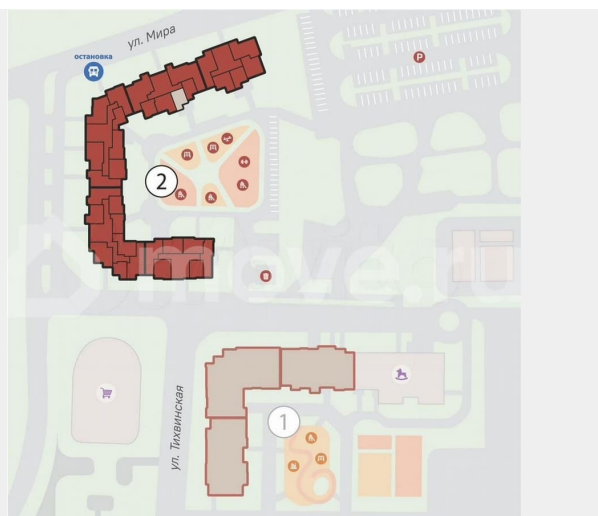 ул. Мира
остановка
P
2
move.ru
ул. Тихвинская
1